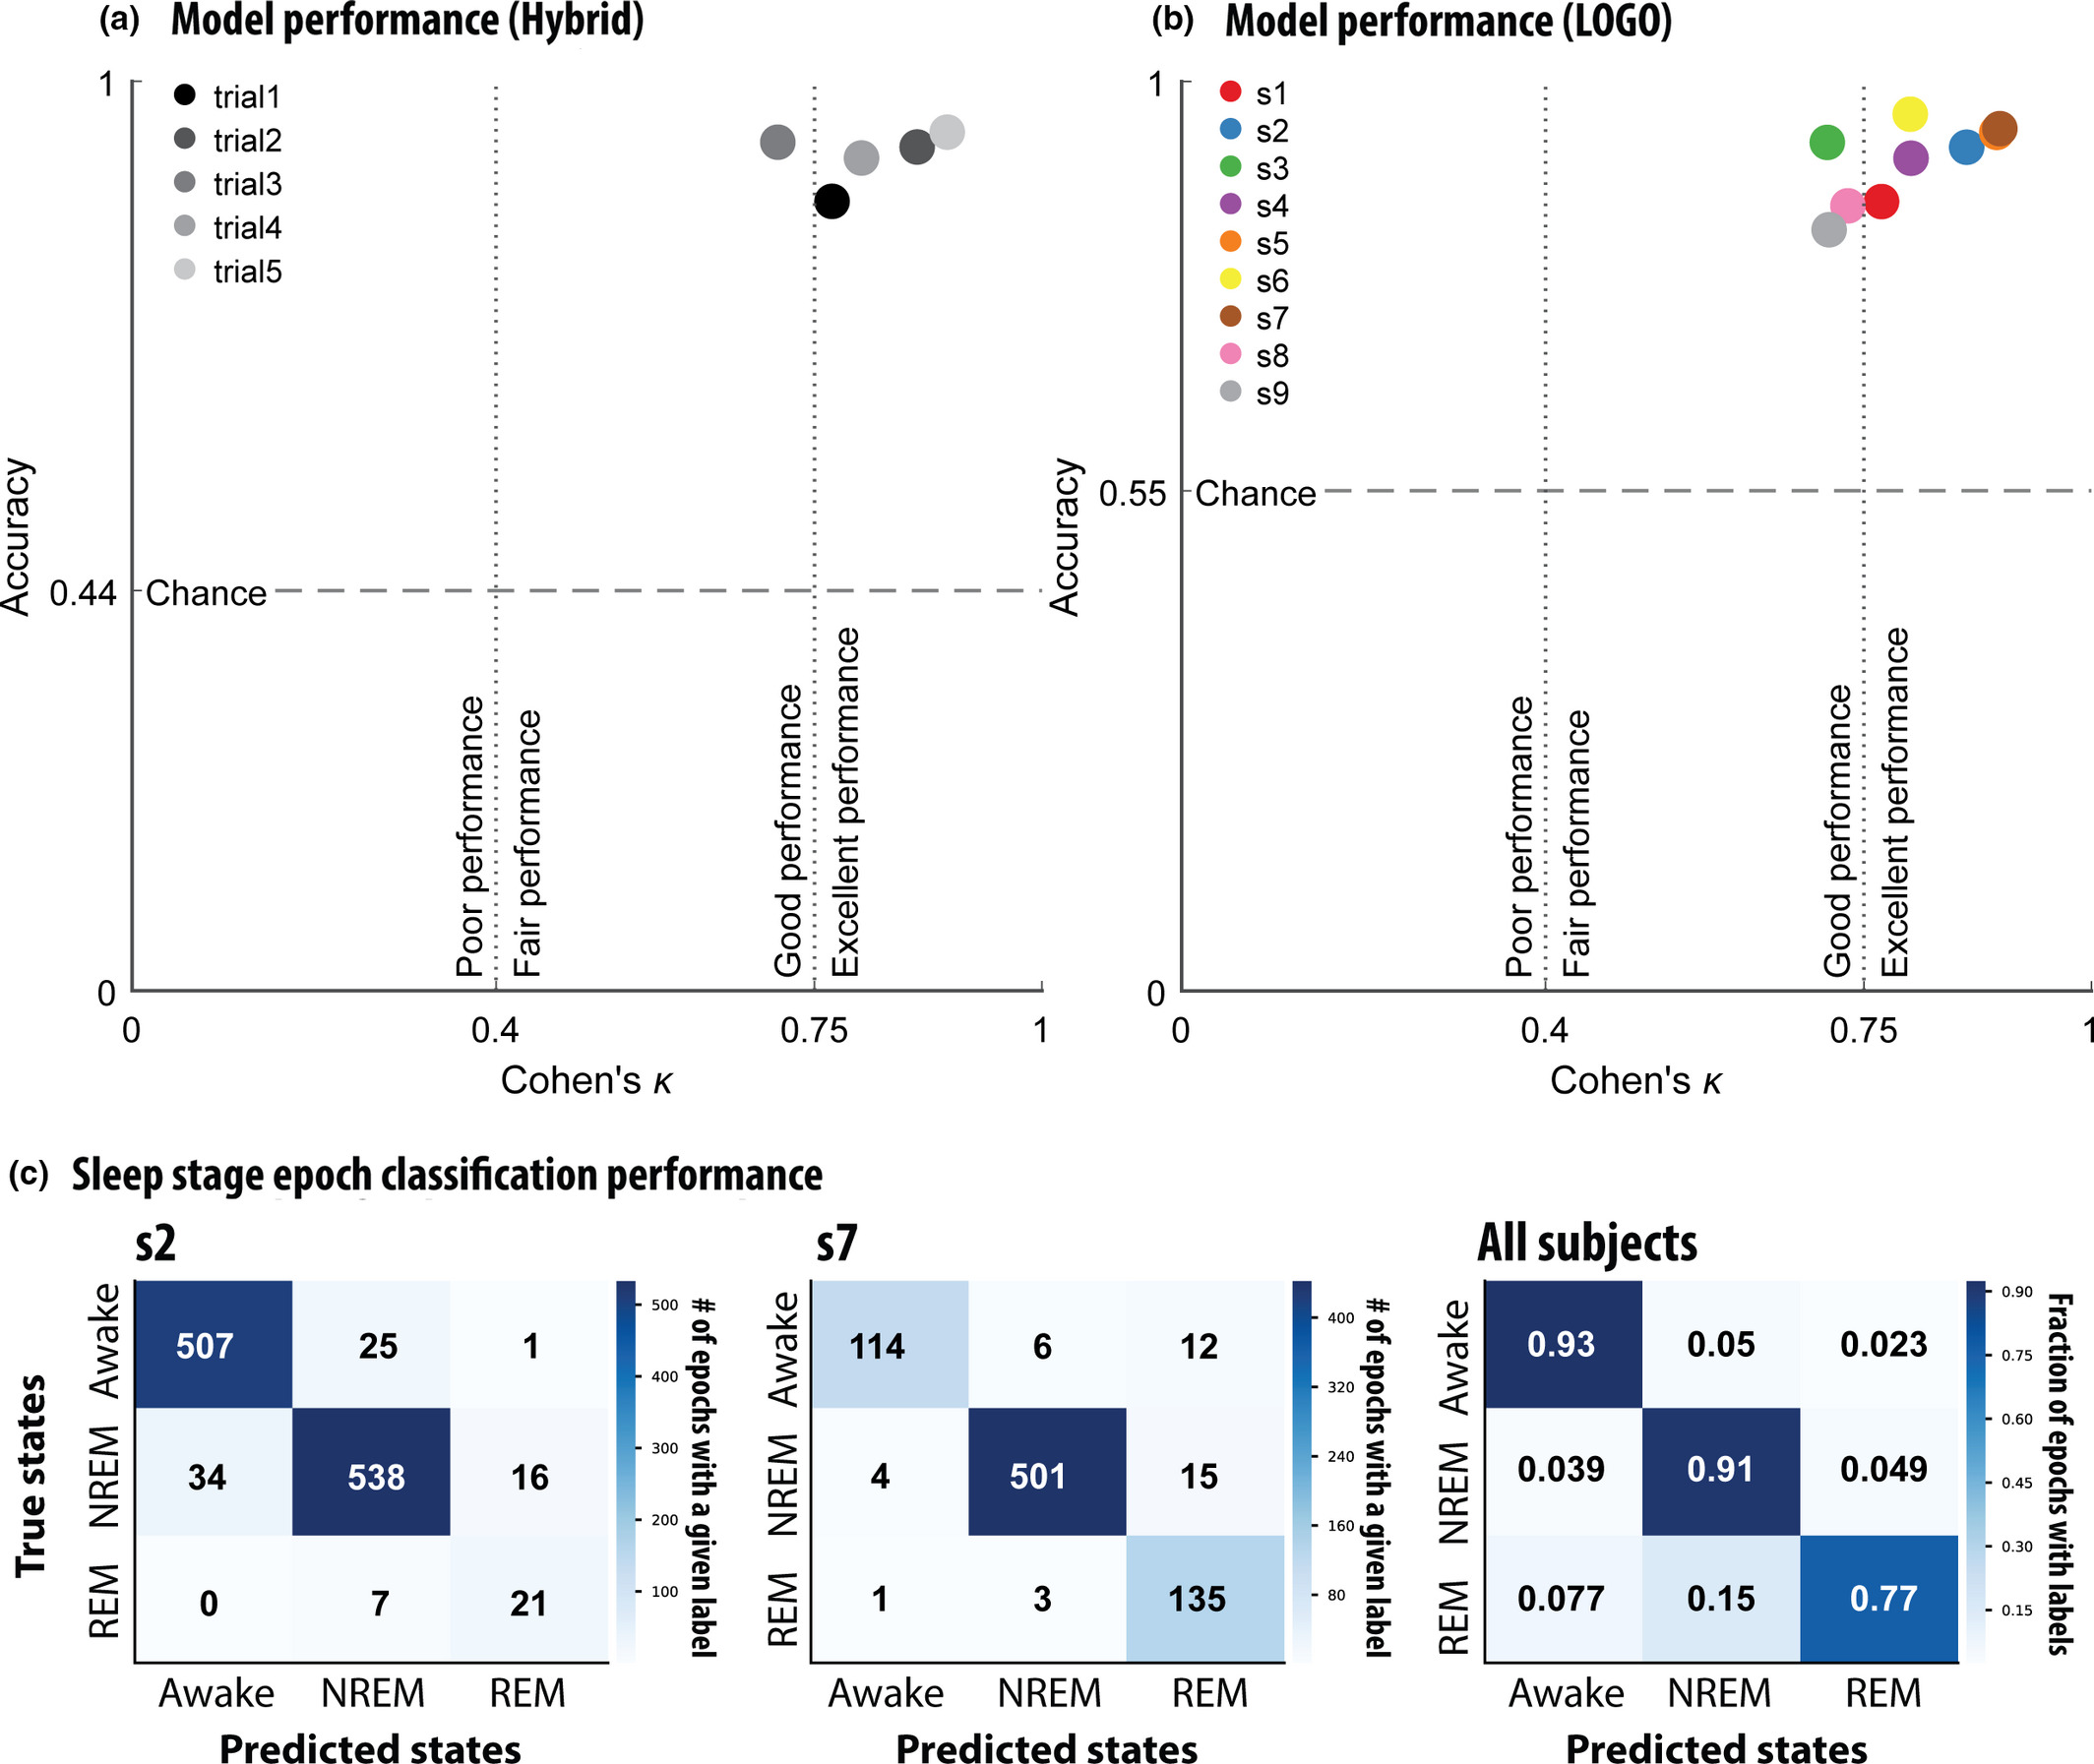 (a) Model performance (Hybrid)
1
trial1
trial2
trial3
trial4
trial5
Accuracy
0.44
Chance
Poor performance
Fair performance
Good performance
Excellent performance
0
0 0.4 0.75 1
Cohen's κ
(b) Model performance (LOGO)
1
s1
s2
s3
s4
s5
s6
s7
s8
s9
Accuracy
0.55
Chance
Poor performance
Fair performance
Good performance
Excellent performance
0
0 0.4 0.75 1
Cohen's κ
(c) Sleep stage epoch classification performance
s2
True states
Awake 507 25 1
NREM 34 538 16
REM 0 7 21
Awake NREM REM
Predicted states
500
400
300
200
100
# of epochs with a given label
s7
Awake 114 6 12
NREM 4 501 15
REM 1 3 135
Awake NREM REM
Predicted states
400
320
240
160
80
# of epochs with a given label
All subjects
Awake 0.93 0.05 0.023
NREM 0.039 0.91 0.049
REM 0.077 0.15 0.77
Awake NREM REM
Predicted states
0.90
0.75
0.60
0.45
0.30
0.15
Fraction of epochs with labels